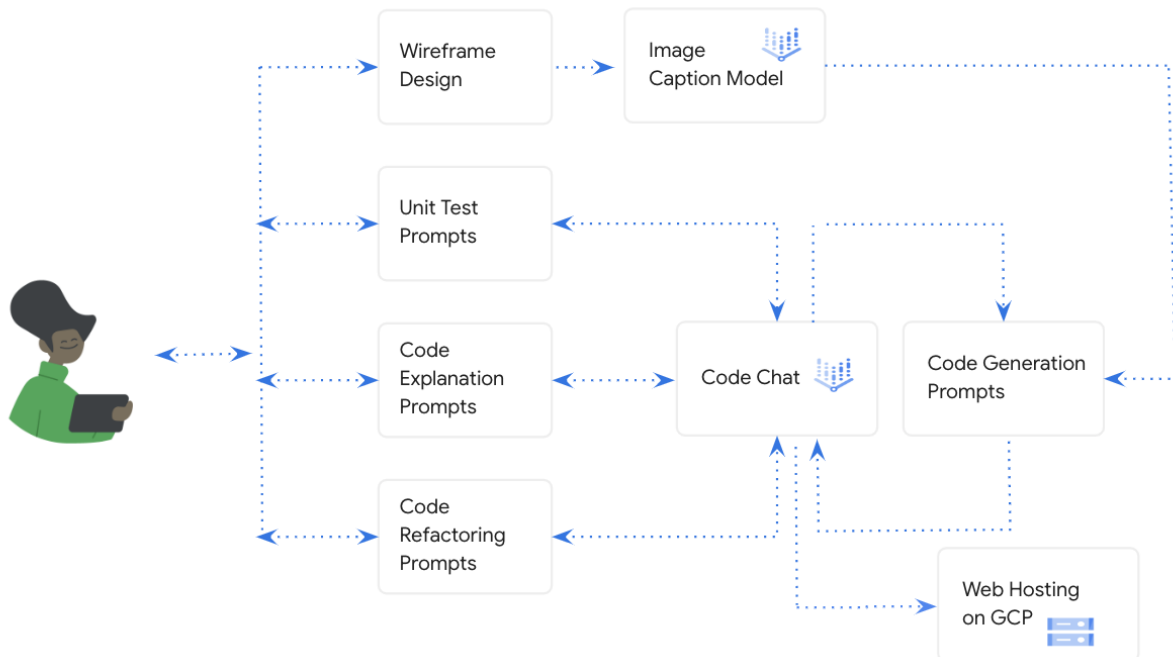 Wireframe
Design
Image
Caption Model
Unit Test
Prompts
Code
Explanation
Prompts
Code Chat
Code Generation
Prompts
Code
Refactoring
Prompts
Web Hosting
on GCP